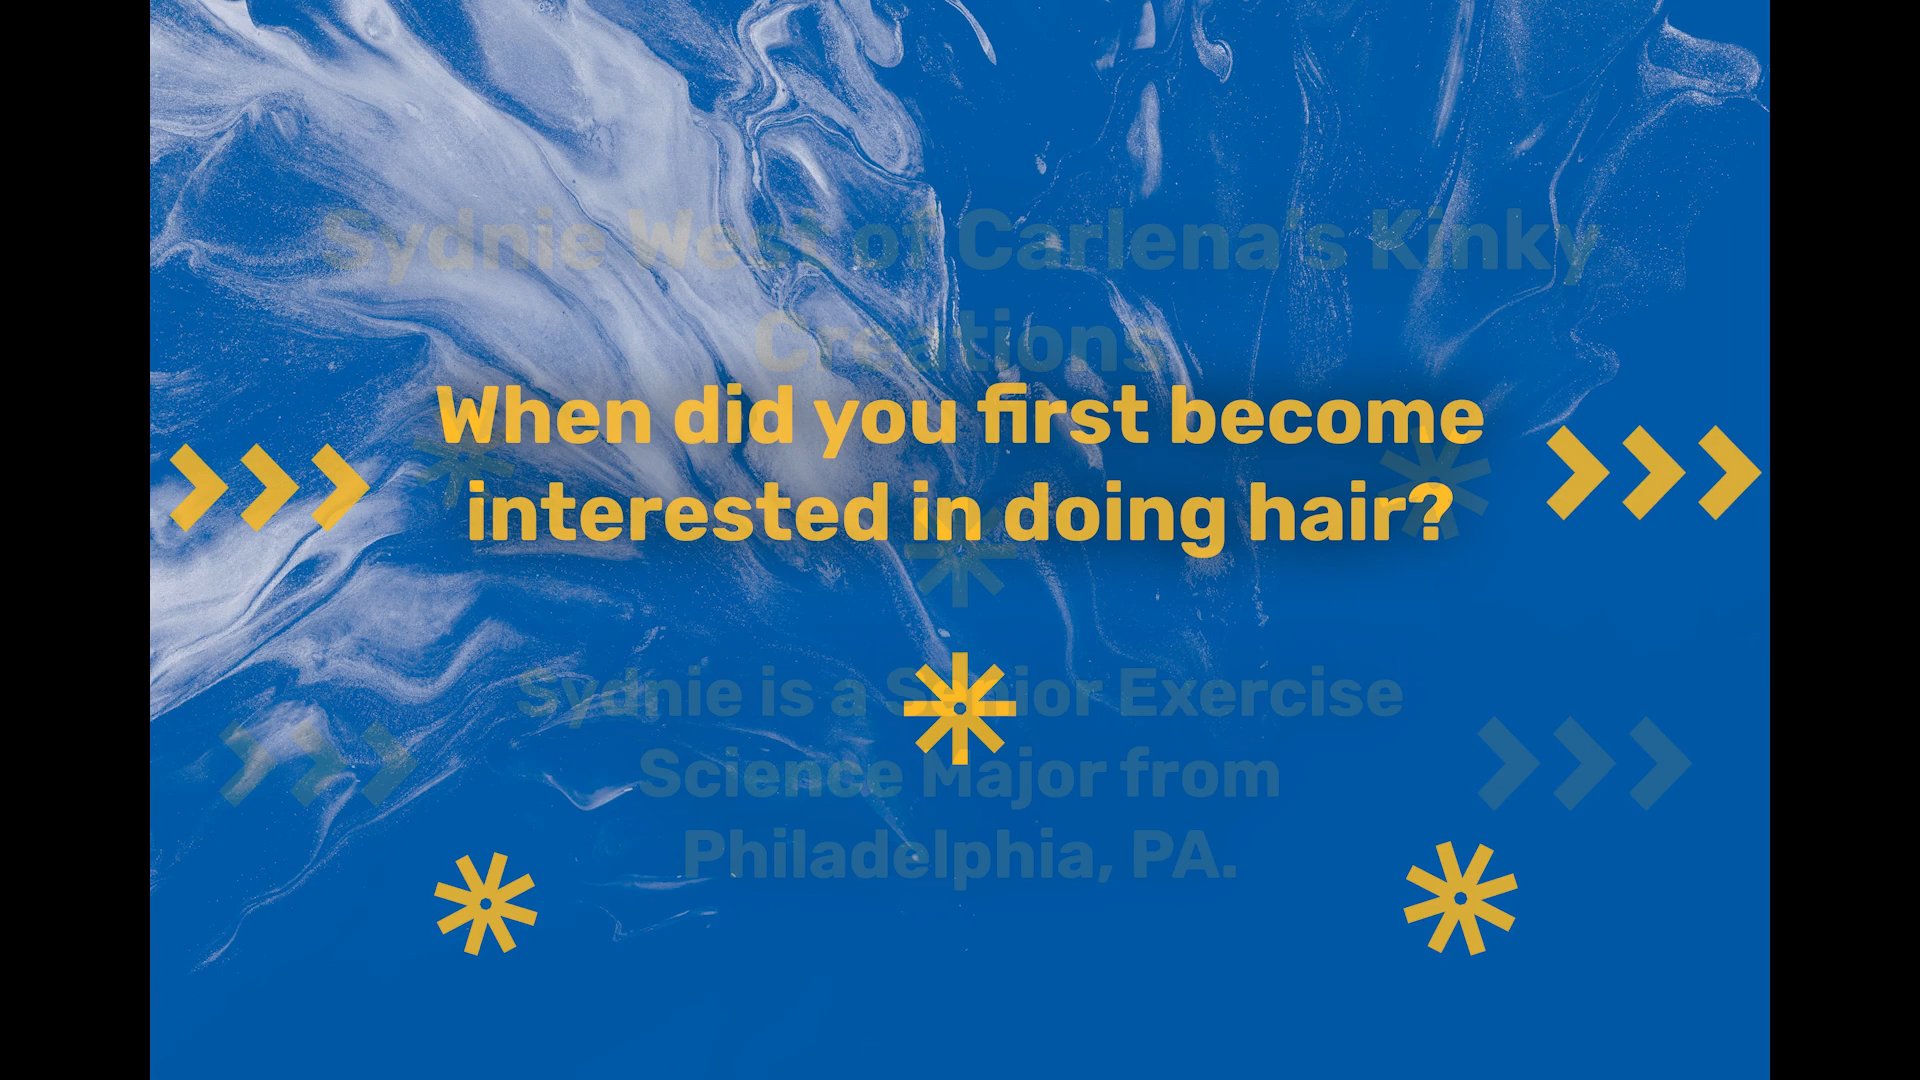 Sydnie West of Carlena's Kinky
Creations
When did you first become
interested in doing hair?
Sydnie is a Senior Exercise
Science Major from
Philadelphia, PA.